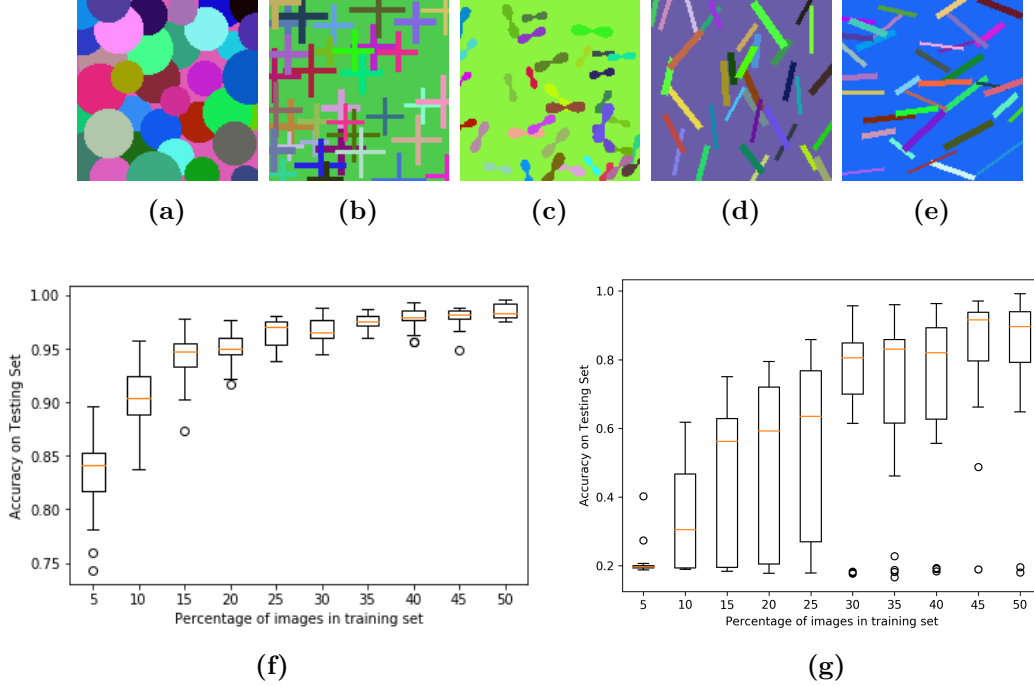 (a) (b) (c) (d) (e)
1.00
0.95
0.90
0.85
0.80
0.75
Accuracy on Testing Set
5 10 15 20 25 30 35 40 45 50
Percentage of images in training set
(f)
1.0
0.8
0.6
0.4
0.2
Accuracy on Testing Set
5 10 15 20 25 30 35 40 45 50
Percentage of images in training set
(g)